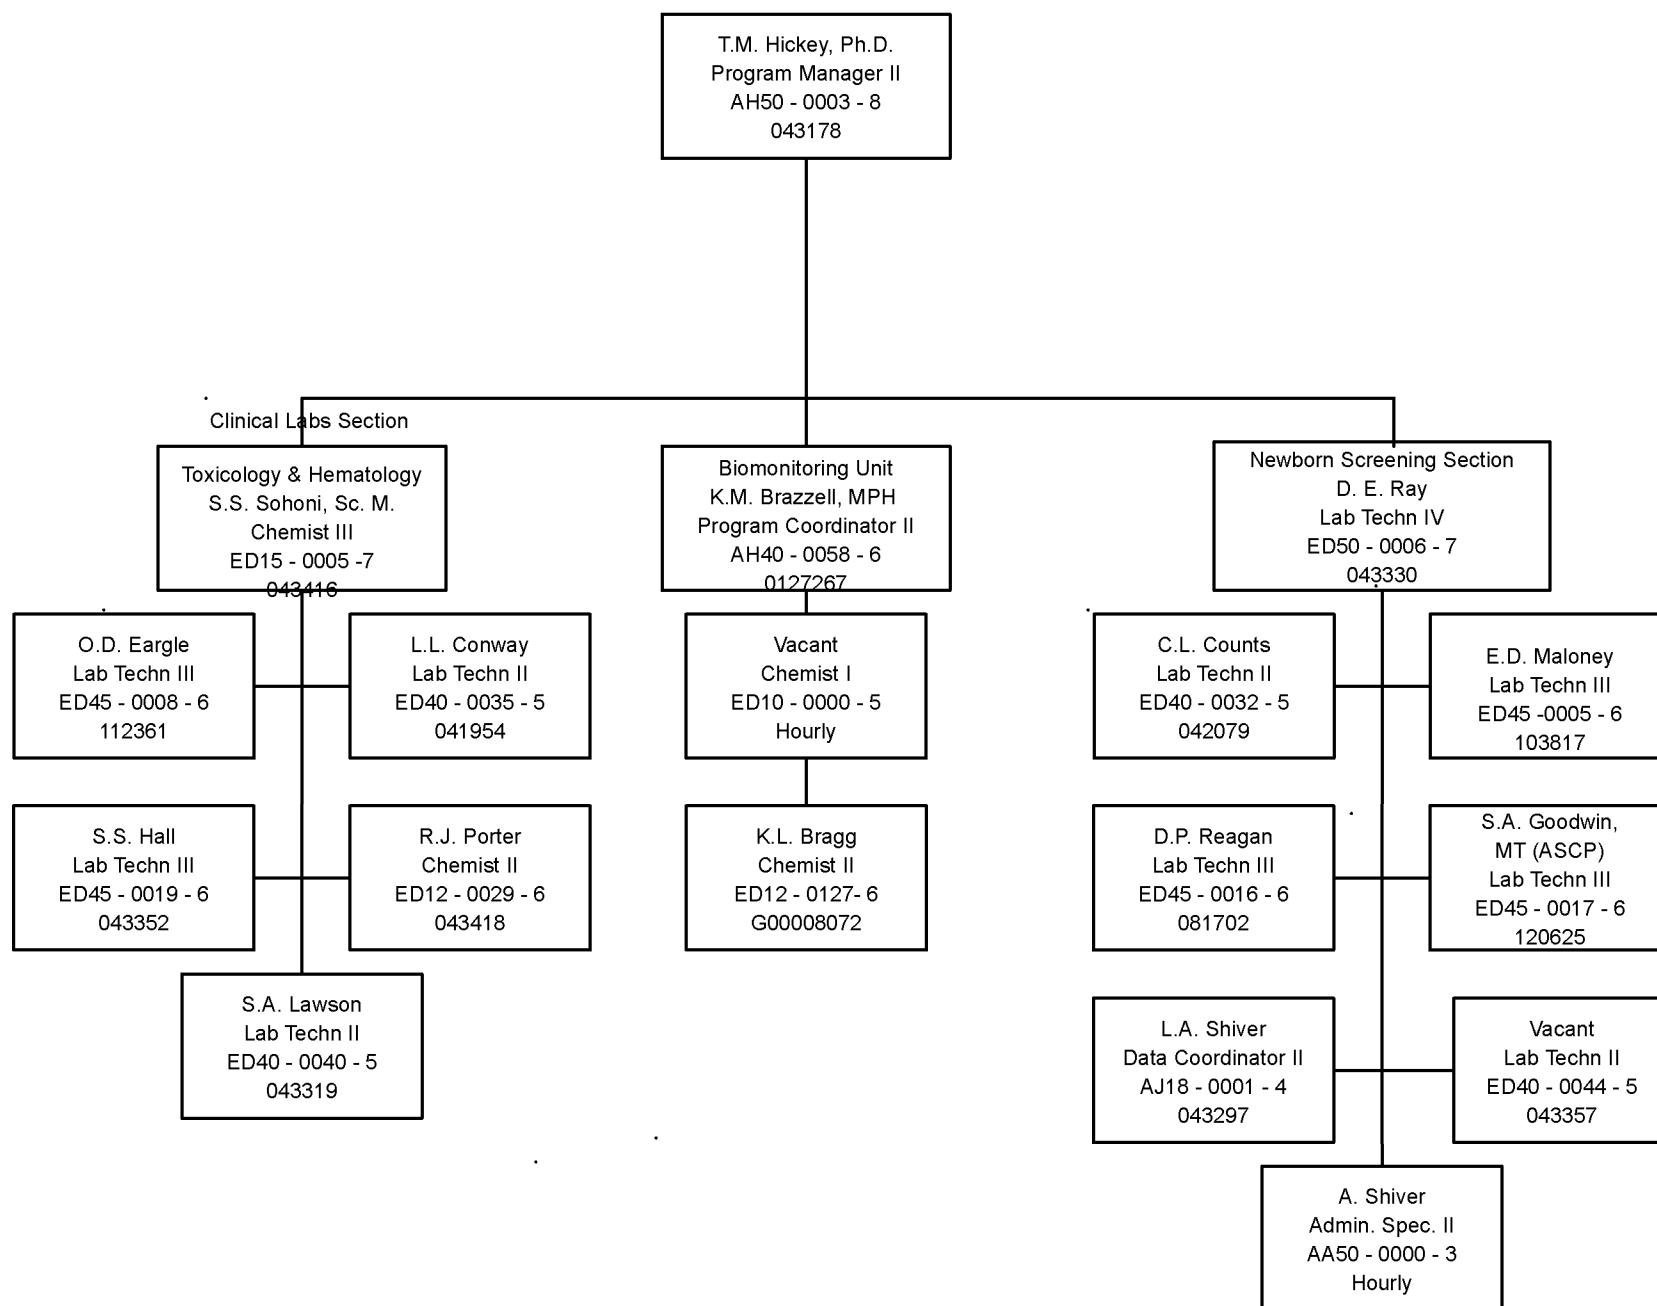 T.M. Hickey, Ph.D.
Program Manager II
AH50 - 0003 - 8
043178
Clinical Labs Section
Toxicology & Hematology
S.S. Sohoni, Sc. M.
Chemist III
ED15 - 0005 -7
043416
Biomonitoring Unit
K.M. Brazzell, MPH
Program Coordinator II
AH40 - 0058 - 6
0127267
Newborn Screening Section
D. E. Ray
Lab Techn IV
ED50 - 0006 - 7
043330
O.D. Eargle
Lab Techn III
ED45 - 0008 - 6
112361
L.L. Conway
Lab Techn II
ED40 - 0035 - 5
041954
Vacant
Chemist I
ED10 - 0000 - 5
Hourly
C.L. Counts
Lab Techn II
ED40 - 0032 - 5
042079
E.D. Maloney
Lab Techn III
ED45 -0005 - 6
103817
S.S. Hall
Lab Techn III
ED45 - 0019 - 6
043352
R.J. Porter
Chemist II
ED12 - 0029 - 6
043418
K.L. Bragg
Chemist II
ED12 - 0127- 6
G00008072
D.P. Reagan
Lab Techn III
ED45 - 0016 - 6
081702
S.A. Goodwin,
MT (ASCP)
Lab Techn III
ED45 - 0017 - 6
120625
S.A. Lawson
Lab Techn II
ED40 - 0040 - 5
043319
L.A. Shiver
Data Coordinator II
AJ18 - 0001 - 4
043297
Vacant
Lab Techn II
ED40 - 0044 - 5
043357
A. Shiver
Admin. Spec. II
AA50 - 0000 - 3
Hourly